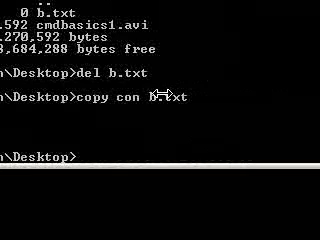 ..
0 b.txt
.592 cmdbasics1.avi
.270,592 bytes
3,684,288 bytes free
n\Desktop>del b.txt
n\Desktop>copy con b.txt
n\Desktop>